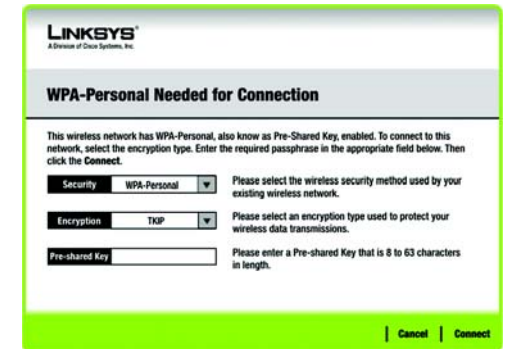 LINKSYS®
A Division of Cisco Systems, Inc.
WPA-Personal Needed for Connection
This wireless network has WPA-Personal, also know as Pre-Shared Key, enabled. To connect to this
network, select the encryption type. Enter the required passphrase in the appropriate field below. Then
click the Connect.
Security WPA-Personal Please select the wireless security method used by your
existing wireless network.
Encryption TKIP Please select an encryption type used to protect your
wireless data transmissions.
Pre-shared Key Please enter a Pre-shared Key that is 8 to 63 characters
in length.
Cancel Connect